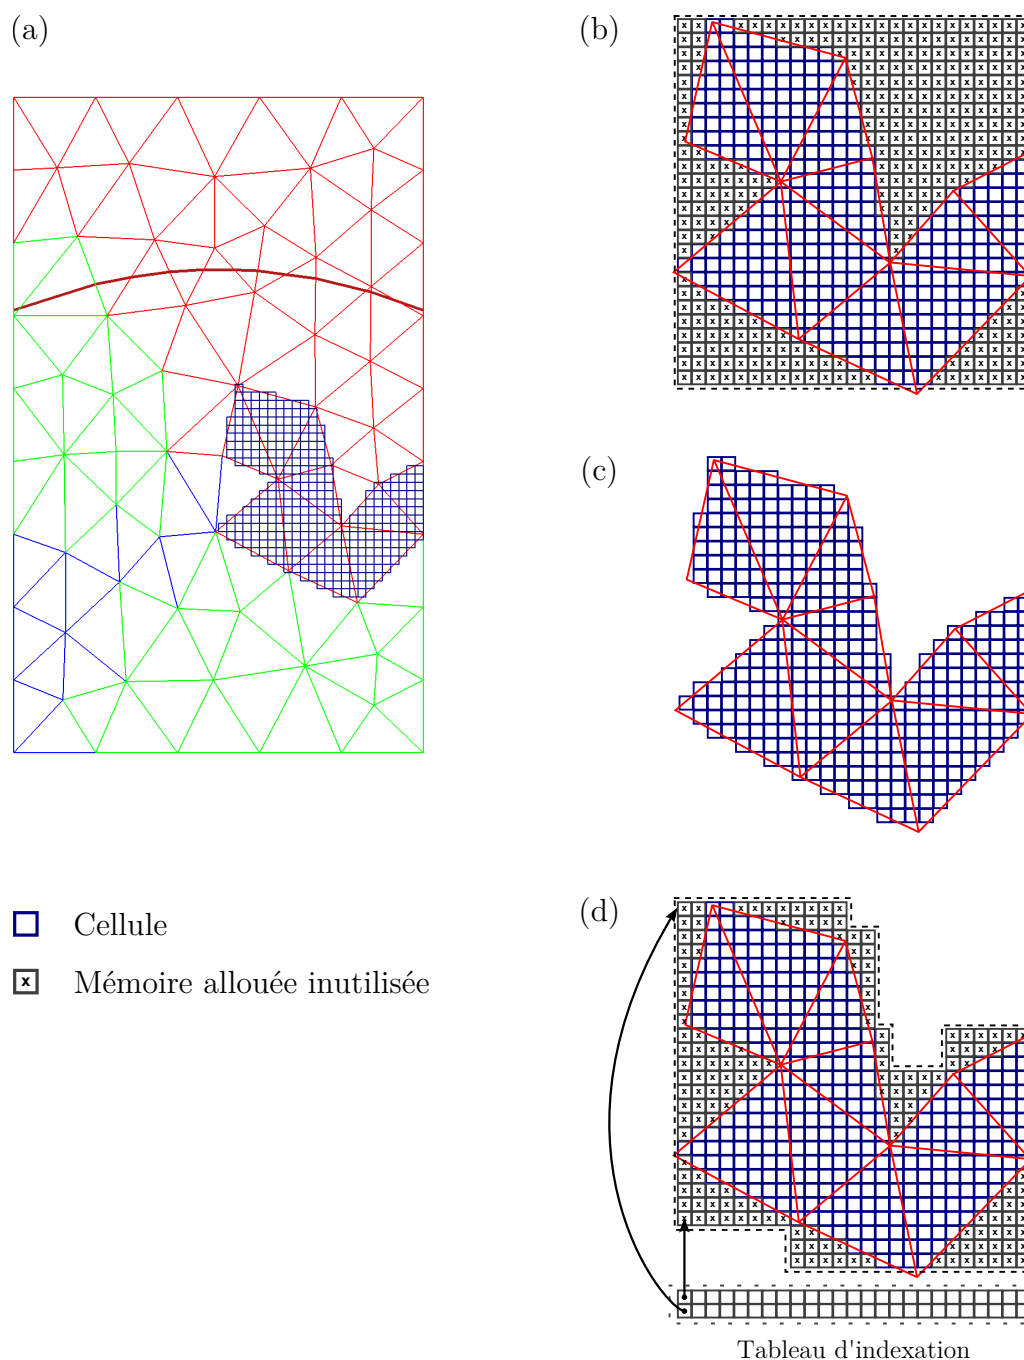 (a)
(b)
(c)
Cellule
x Mémoire allouée inutilisée
(d)
Tableau d'indexation